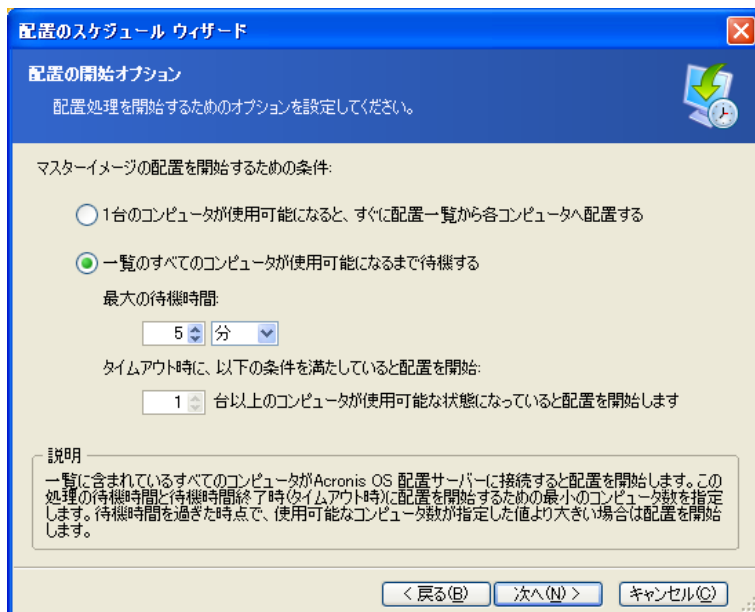 配置のスケジュール ウィザード
配置の開始オプション
配置処理を開始するためのオプションを設定してください。
マスターイメージの配置を開始するための条件:
1台のコンピュータが使用可能になると、すぐに配置一覧から各コンピュータへ配置する
一覧のすべてのコンピュータが使用可能になるまで待機する
最大の待機時間:
5 分
タイムアウト時に、以下の条件を満たしていると配置を開始:
1 台以上のコンピュータが使用可能な状態になっていると配置を開始します
説明
一覧に含まれているすべてのコンピュータがAcronis OS 配置サーバーに接続すると配置を開始します。この
処理の待機時間と待機時間終了時(タイムアウト時)に配置を開始するための最小のコンピュータ数を指定
します。待機時間を過ぎた時点で、使用可能なコンピュータ数が指定した値より大きい場合は配置を開始
します。
< 戻る(B) 次へ(N) > キャンセル(C)